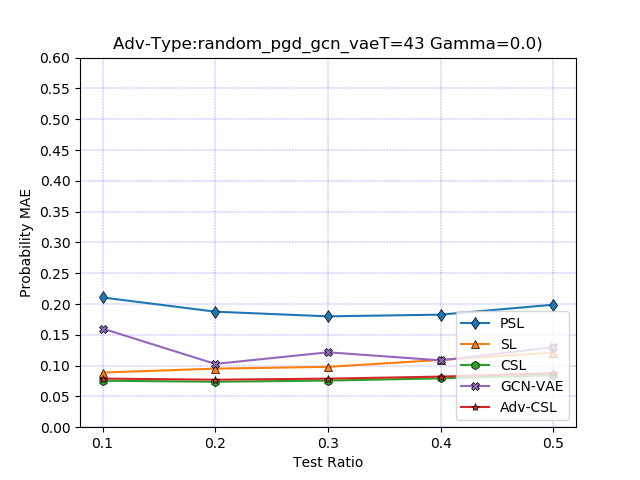 Adv-Type:random_pgd_gcn_vaeT=43 Gamma=0.0)
0.60
0.55
0.50
0.45
0.40
0.35
0.30
0.25
0.20
0.15
0.10
0.05
0.00
Probability MAE
PSL
SL
CSL
GCN-VAE
Adv-CSL
0.1 0.2 0.3 0.4 0.5
Test Ratio